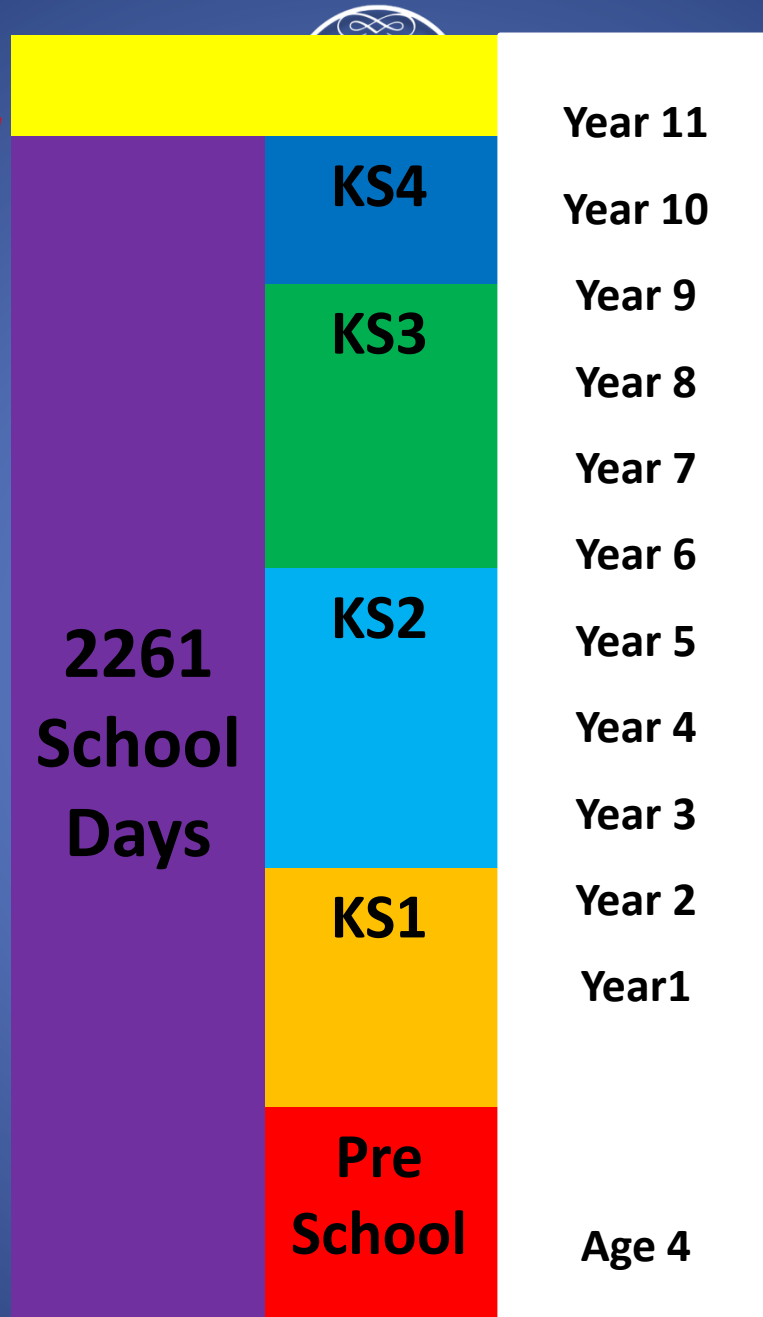 2261
School
Days
KS4
KS3
KS2
KS1
Pre
School
Year 11
Year 10
Year 9
Year 8
Year 7
Year 6
Year 5
Year 4
Year 3
Year 2
Year1
Age 4